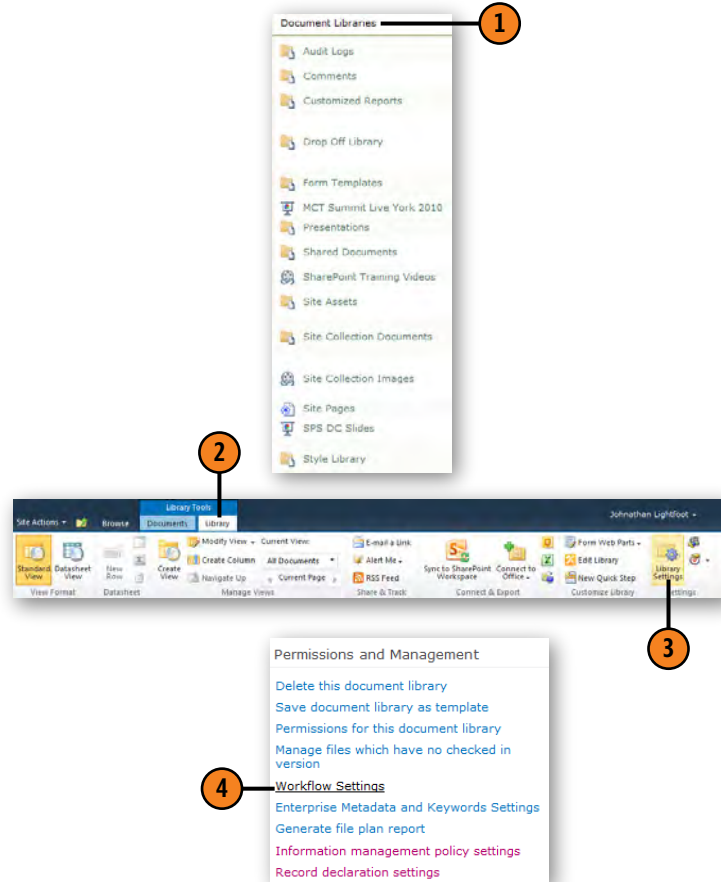 Document Libraries
1
Audit Logs
Comments
Customized Reports
Drop Off Library
Form Templates
MCT Summit Live York 2010
Presentations
Shared Documents
SharePoint Training Videos
Site Assets
Site Collection Documents
Site Collection Images
Site Pages
SPS DC Slides
Style Library
2
Library Tools
Site Actions
Browse
Documents
Library
Johnathan Lightfoot
Standard View
Datasheet View
New Row
Create View
Modify View
Create Column
Navigate Up
Current View:
All Documents
Current Page
E-mail a Link
Alert Me
RSS Feed
Sync to SharePoint Workspace
Connect to Office
Form Web Parts
Edit Library
New Quick Step
Library Settings
View Format
Datasheet
Manage Views
Share & Track
Connect & Export
Customize Library
Settings
3
Permissions and Management
Delete this document library
Save document library as template
Permissions for this document library
Manage files which have no checked in
version
4
Workflow Settings
Enterprise Metadata and Keywords Settings
Generate file plan report
Information management policy settings
Record declaration settings